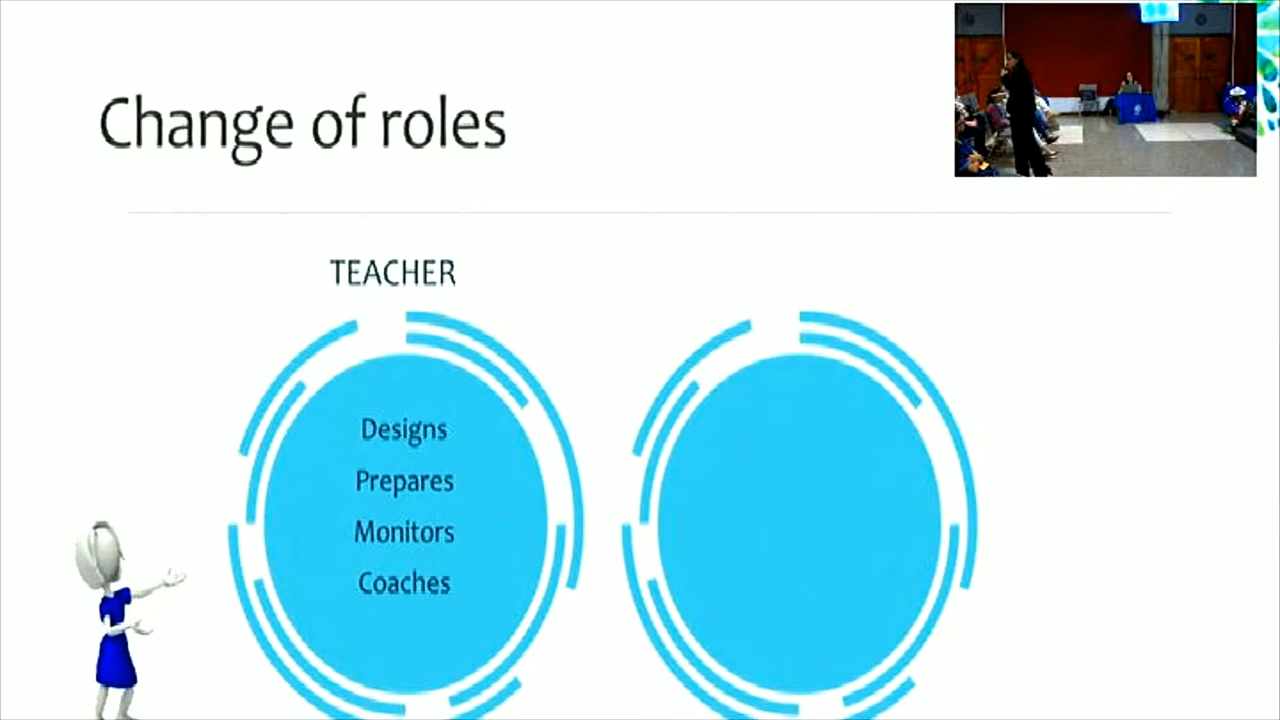 Change of roles
TEACHER
Designs
Prepares
Monitors
Coaches